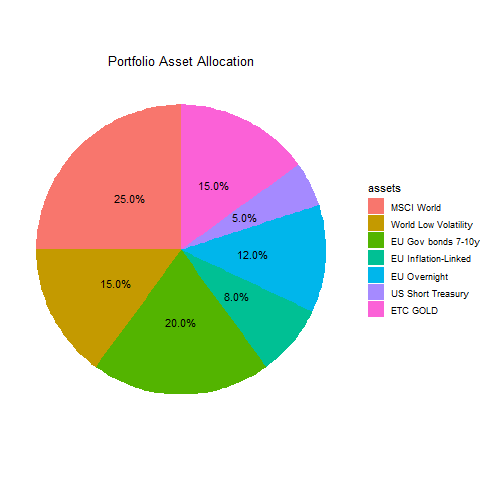 Portfolio Asset Allocation
15.0%
25.0%
5.0%
12.0%
15.0%
8.0%
20.0%
assets
MSCI World
World Low Volatility
EU Gov bonds 7-10y
EU Inflation-Linked
EU Overnight
US Short Treasury
ETC GOLD